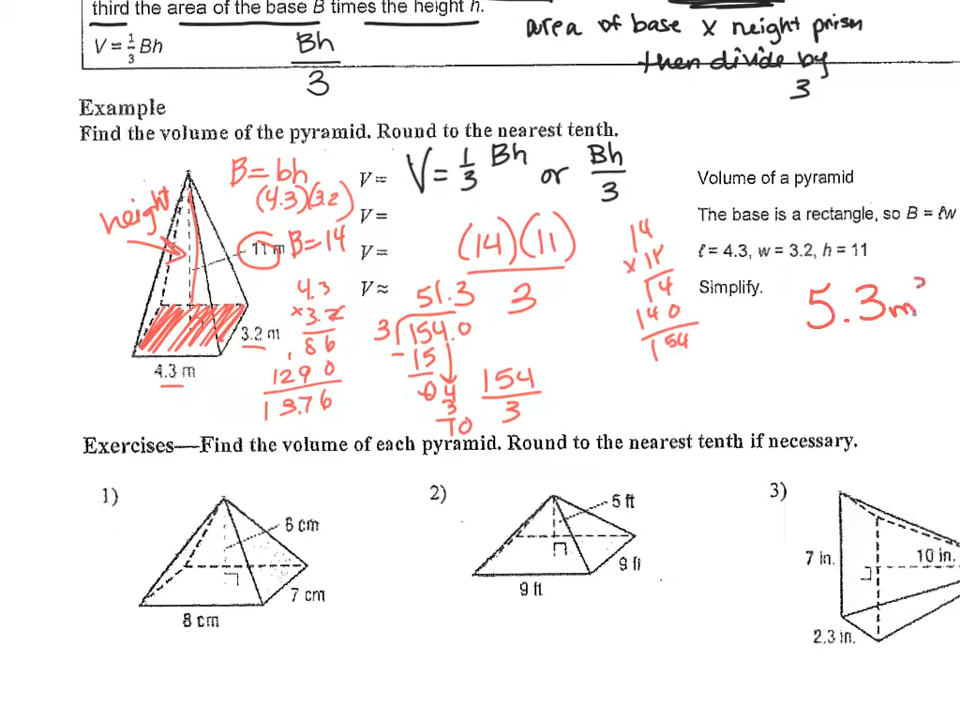 third the area of the base B times the height h.
V = 1/3 Bh
Bh
3
area of base x height prism
then divide by
3
Example
Find the volume of the pyramid. Round to the nearest tenth.
height
11 m
3.2 m
4.3 m
B = bh
(4.3)(3.2)
B = 14
4.3
x3.2
86
1290
13.76
V =
V = 1/3 Bh or Bh/3
V =
V =
(14)(11)
3
V ≈
51.3
3 154.0
-15
04
3
10
154
3
14
x 11
14
140
154
Volume of a pyramid
The base is a rectangle, so B = ℓw
ℓ = 4.3, w = 3.2, h = 11
Simplify.
5.3m³
Exercises—Find the volume of each pyramid. Round to the nearest tenth if necessary.
1)
6 cm
7 cm
8 cm
2)
5 ft
9 ft
9 ft
3)
7 in.
10 in.
2.3 in.